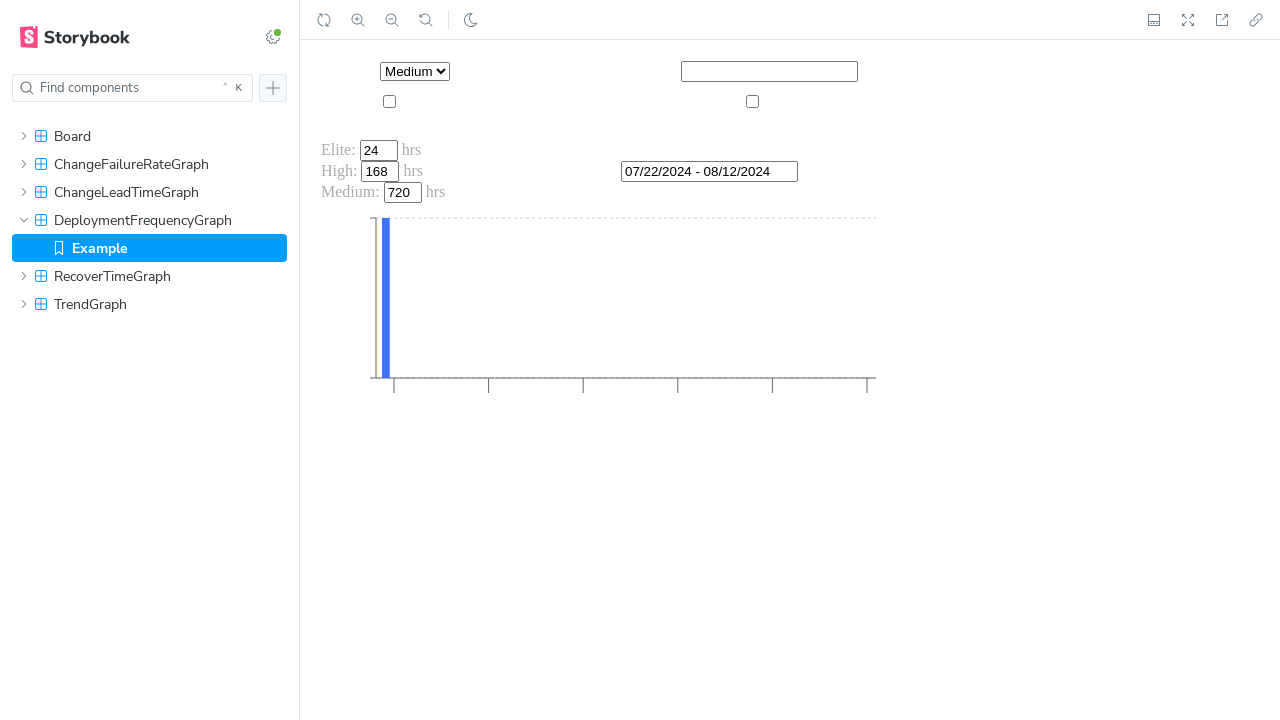 Storybook
Find components
^ K
Board
ChangeFailureRateGraph
ChangeLeadTimeGraph
DeploymentFrequencyGraph
Example
RecoverTimeGraph
TrendGraph
Medium
Elite: 24 hrs
High: 168 hrs
Medium: 720 hrs
07/22/2024 - 08/12/2024